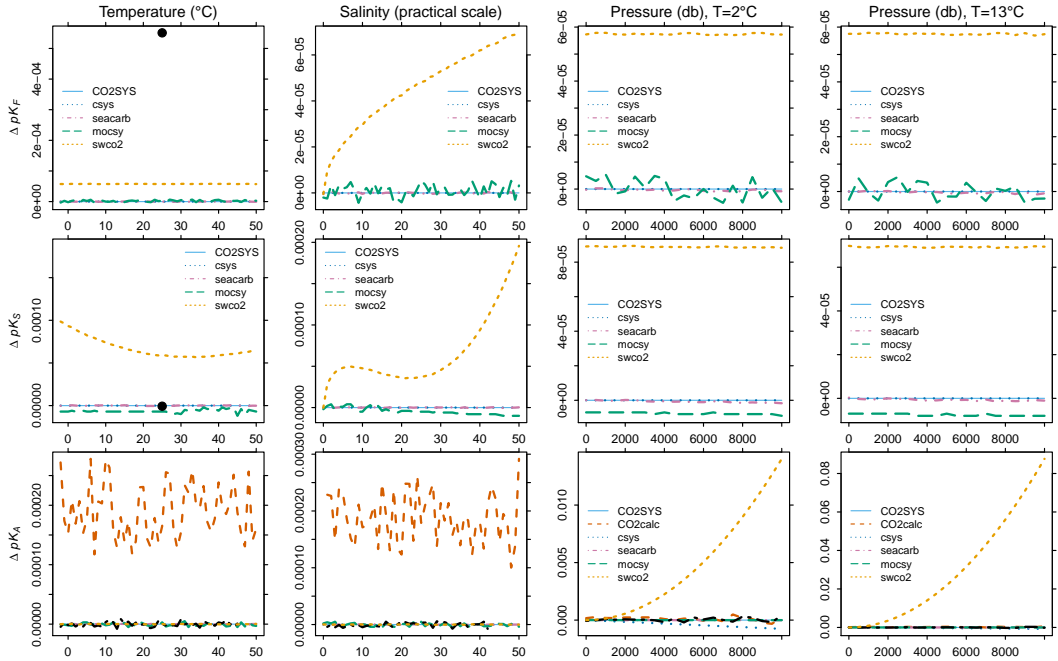 Temperature (°C)
Salinity (practical scale)
Pressure (db), T=2°C
Pressure (db), T=13°C
Δ pK_F
0e+00 2e-04 4e-04
CO2SYS
csys
seacarb
mocsy
swco2
0 10 20 30 40 50
0e+00 2e-05 4e-05 6e-05
CO2SYS
csys
seacarb
mocsy
swco2
0 10 20 30 40 50
0e+00 2e-05 4e-05 6e-05
CO2SYS
csys
seacarb
mocsy
swco2
0 2000 4000 6000 8000
0e+00 2e-05 4e-05 6e-05
CO2SYS
csys
seacarb
mocsy
swco2
0 2000 4000 6000 8000
Δ pK_S
0.00000 0.00010
CO2SYS
csys
seacarb
mocsy
swco2
0 10 20 30 40 50
0.00000 0.00010 0.00020
CO2SYS
csys
seacarb
mocsy
swco2
0 10 20 30 40 50
0e+00 4e-05 8e-05
CO2SYS
csys
seacarb
mocsy
swco2
0 2000 4000 6000 8000
0e+00 4e-05
CO2SYS
csys
seacarb
mocsy
swco2
0 2000 4000 6000 8000
Δ pK_A
0.00000 0.00010 0.00020
0 10 20 30 40 50
0.00000 0.00010 0.00020 0.00030
0 10 20 30 40 50
0.0000 0.0005 0.0010
CO2SYS
CO2calc
csys
seacarb
mocsy
swco2
0 2000 4000 6000 8000
0.00 0.02 0.04 0.06 0.08
CO2SYS
CO2calc
csys
seacarb
mocsy
swco2
0 2000 4000 6000 8000